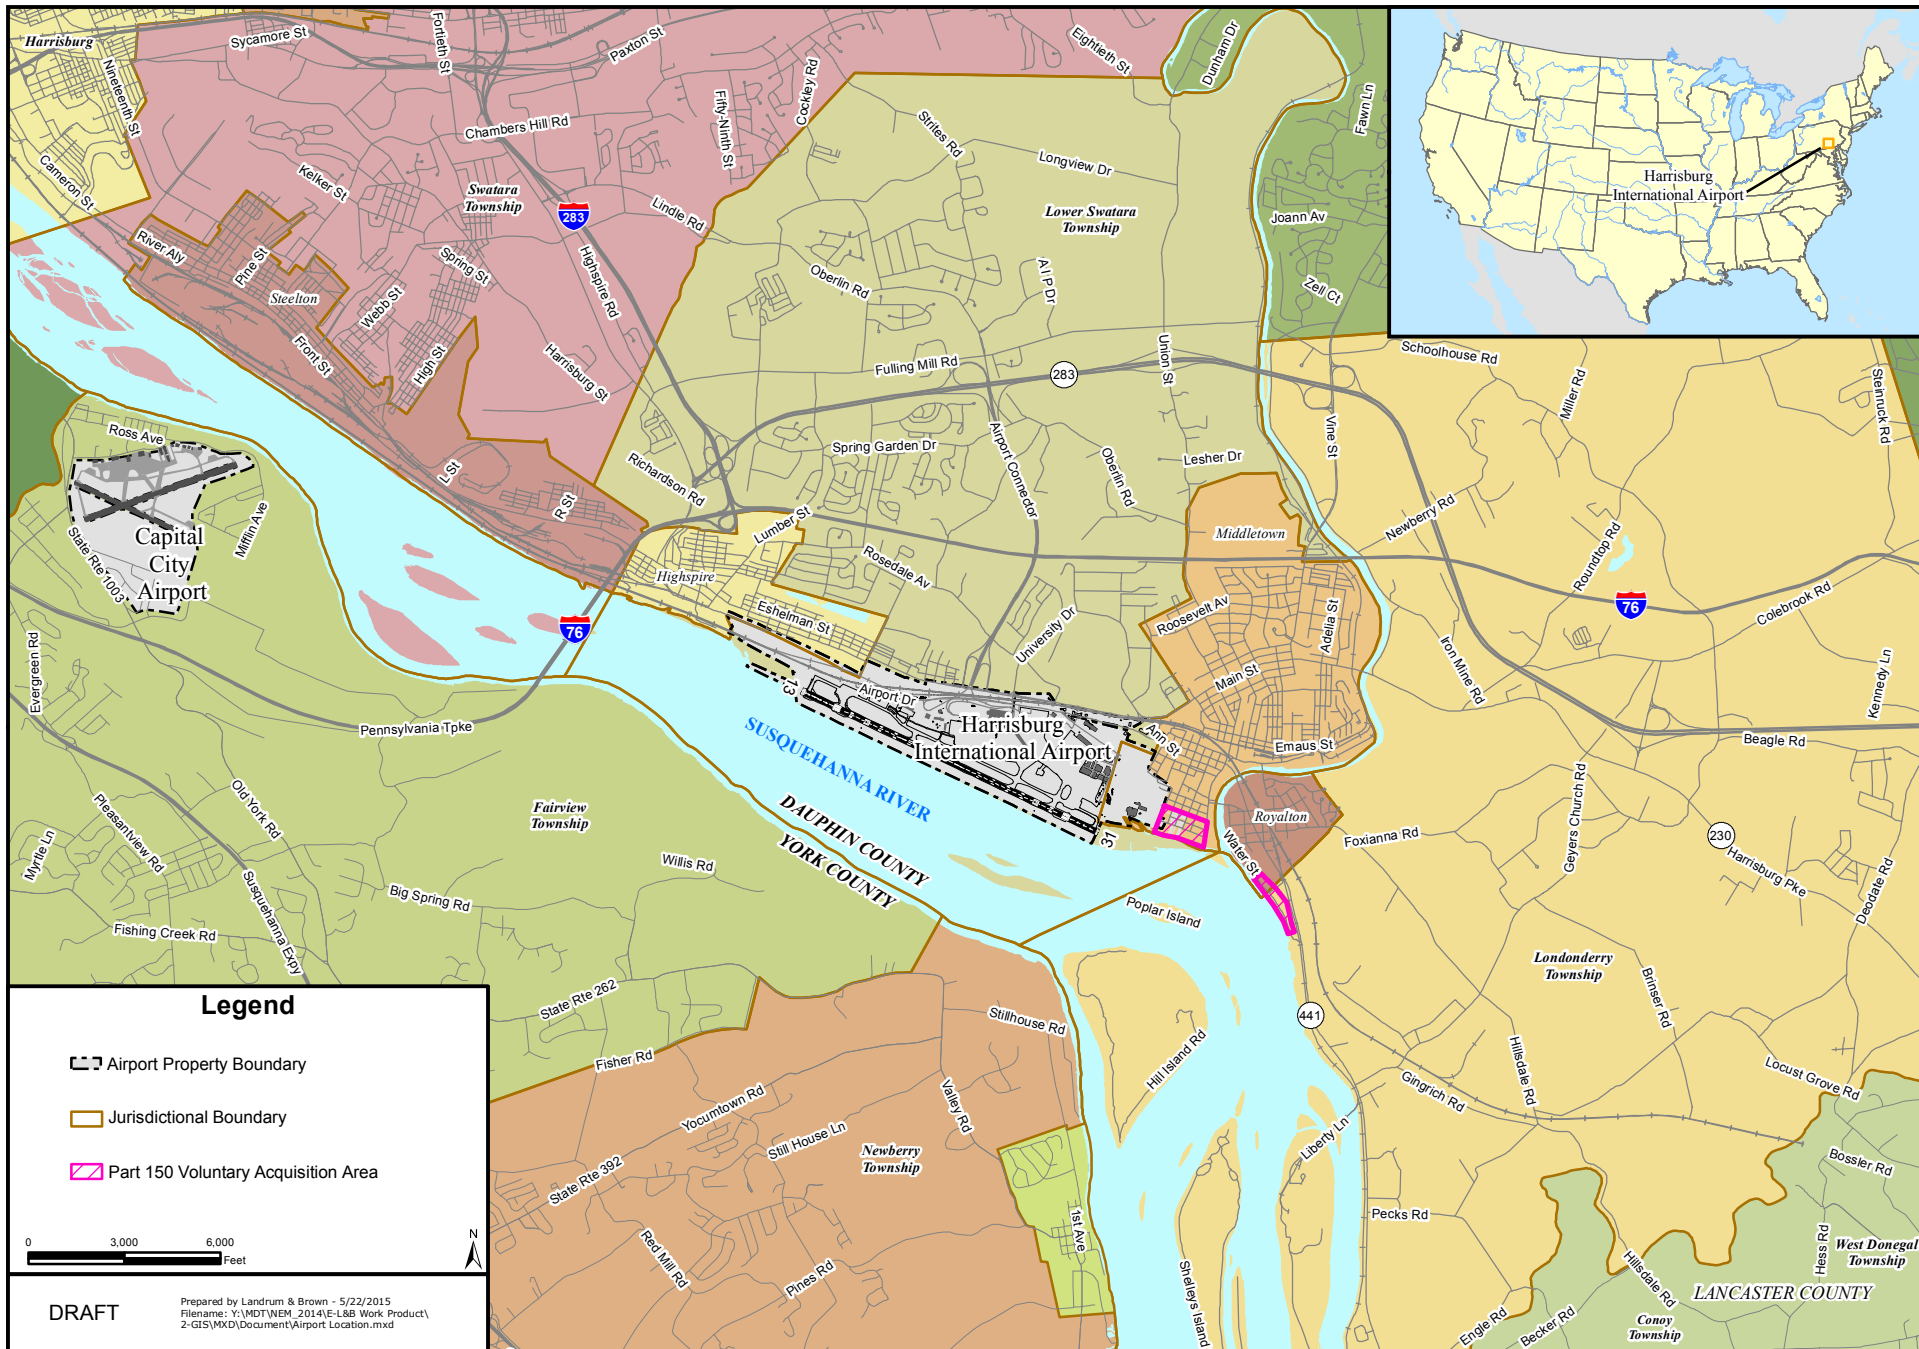 Harrisburg
Sycamore St
Fortieth St
Paxton St
Eightieth St
Dunham Dr
Fawn Ln
Nineteenth St
Cockley Rd
Fifty-Ninth St
Chambers Hill Rd
Strites Rd
Longview Dr
Cameron St
Kelker St
Swatara
Township
283
Lindle Rd
Lower Swatara
Township
Joann Av
Harrisburg
International Airport
River Aly
Pine St
Spring St
Highspire Rd
Oberlin Rd
A I P Dr
Zell Ct
Steelton
Webb St
Front St
High St
Harrisburg St
Fulling Mill Rd
283
Union St
Schoolhouse Rd
Miller Rd
Steinruck Rd
Ross Ave
L St
R St
Richardson Rd
Spring Garden Dr
Airport Connector
Oberlin Rd
Lesher Dr
Vine St
Capital
City
Airport
Mifflin Ave
State Rte 1003
Lumber St
Highspire
Rosedale Av
Middletown
Newberry Rd
Roundtop Rd
76
Colebrook Rd
Eshelman St
76
University Dr
Roosevelt Av
Adelia St
Main St
Iron Mine Rd
Kennedy Ln
Evergreen Rd
Pennsylvania Tpke
13
Airport Dr
Harrisburg
International Airport
Ann St
Emaus St
Beagle Rd
SUSQUEHANNA RIVER
31
Royalton
Water St
Foxianna Rd
Geyers Church Rd
230
Harrisburg Pke
Deodate Rd
Fairview
Township
DAUPHIN COUNTY
YORK COUNTY
Old York Rd
Pleasantview Rd
Myrtle Ln
Willis Rd
Big Spring Rd
Susquehanna Expy
Fishing Creek Rd
Poplar Island
Londonderry
Township
Brinser Rd
State Rte 262
Stillhouse Rd
441
Hill Island Rd
Fisher Rd
Yocumtown Rd
Valley Rd
Still House Ln
Newberry
Township
State Rte 392
Gingrich Rd
Hillsdale Rd
Locust Grove Rd
Liberty Ln
Bossler Rd
1st Ave
Pecks Rd
Red Mill Rd
Pines Rd
Shelleys Island
Hillsdale Rd
Hess Rd
West Donegal
Township
LANCASTER COUNTY
Engle Rd
Becker Rd
Conoy
Township
Legend
Airport Property Boundary
Jurisdictional Boundary
Part 150 Voluntary Acquisition Area
0
3,000
6,000
Feet
N
DRAFT
Prepared by Landrum & Brown - 5/22/2015
Filename: Y:\MDT\NEM_2014\E-L&B Work Product\
2-GIS\MXD\Document\Airport Location.mxd